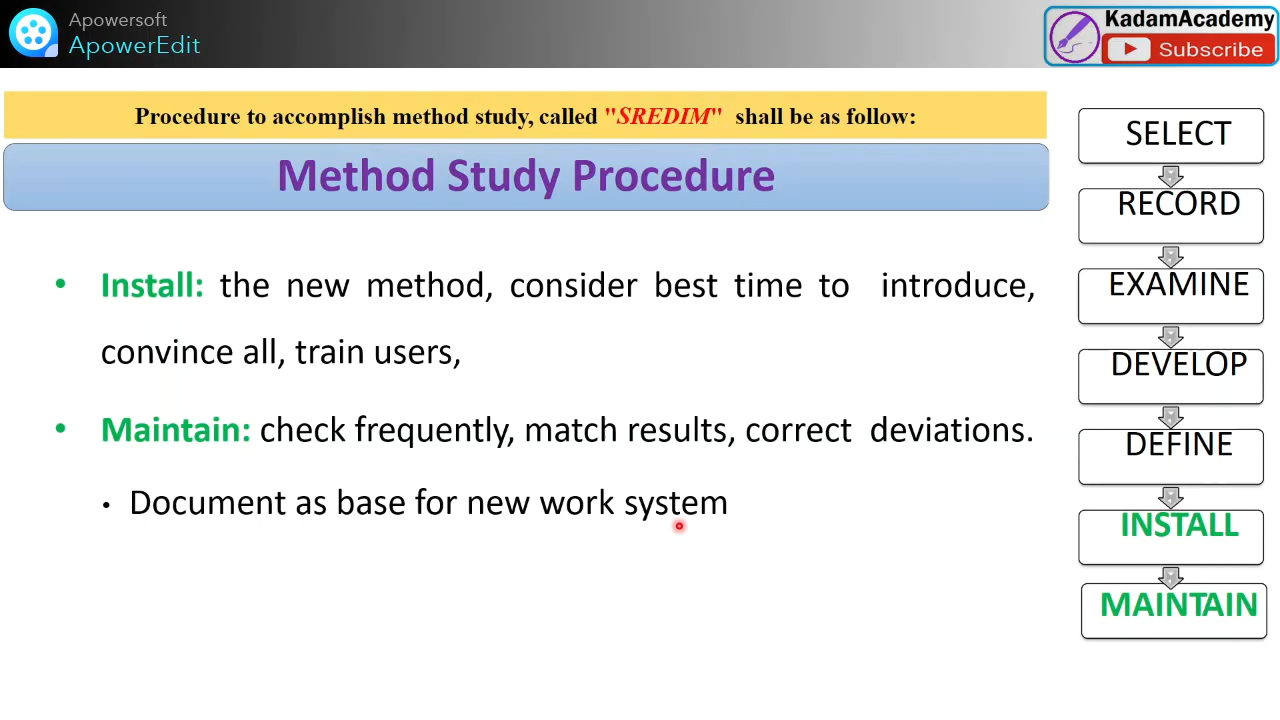 Apowersoft
ApowerEdit
KadamAcademy
Subscribe
Procedure to accomplish method study, called "SREDIM" shall be as follow:
Method Study Procedure
• Install: the new method, consider best time to introduce,
convince all, train users,
• Maintain: check frequently, match results, correct deviations.
• Document as base for new work system
SELECT
RECORD
EXAMINE
DEVELOP
DEFINE
INSTALL
MAINTAIN